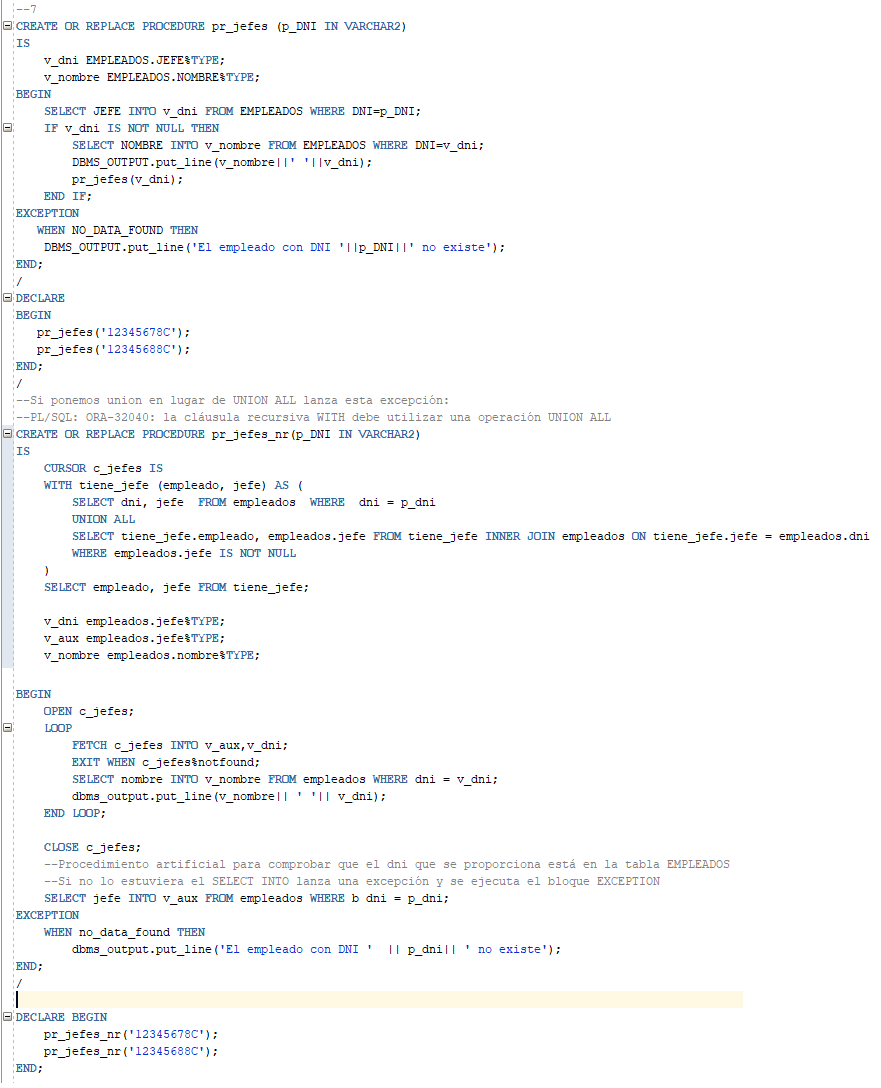 --7
CREATE OR REPLACE PROCEDURE pr_jefes (p_DNI IN VARCHAR2)
IS
    v_dni EMPLEADOS.JEFE%TYPE;
    v_nombre EMPLEADOS.NOMBRE%TYPE;
BEGIN
    SELECT JEFE INTO v_dni FROM EMPLEADOS WHERE DNI=p_DNI;
    IF v_dni IS NOT NULL THEN
        SELECT NOMBRE INTO v_nombre FROM EMPLEADOS WHERE DNI=v_dni;
        DBMS_OUTPUT.put_line(v_nombre||' '||v_dni);
        pr_jefes(v_dni);
    END IF;
EXCEPTION
   WHEN NO_DATA_FOUND THEN
    DBMS_OUTPUT.put_line('El empleado con DNI '||p_DNI||' no existe');
END;
/
DECLARE
BEGIN
   pr_jefes('12345678C');
   pr_jefes('12345688C');
END;
/
--Si ponemos union en lugar de UNION ALL lanza esta excepción:
--PL/SQL: ORA-32040: la cláusula recursiva WITH debe utilizar una operación UNION ALL
CREATE OR REPLACE PROCEDURE pr_jefes_nr(p_DNI IN VARCHAR2)
IS
    CURSOR c_jefes IS
    WITH tiene_jefe (empleado, jefe) AS (
        SELECT dni, jefe  FROM empleados  WHERE  dni = p_dni
        UNION ALL
        SELECT tiene_jefe.empleado, empleados.jefe FROM tiene_jefe INNER JOIN empleados ON tiene_jefe.jefe = empleados.dni
        WHERE empleados.jefe IS NOT NULL
    )
    SELECT empleado, jefe FROM tiene_jefe;
    v_dni empleados.jefe%TYPE;
    v_aux empleados.jefe%TYPE;
    v_nombre empleados.nombre%TYPE;
BEGIN
    OPEN c_jefes;
    LOOP
        FETCH c_jefes INTO v_aux,v_dni;
        EXIT WHEN c_jefes%notfound;
        SELECT nombre INTO v_nombre FROM empleados WHERE dni = v_dni;
        dbms_output.put_line(v_nombre|| ' '|| v_dni);
    END LOOP;
    CLOSE c_jefes;
    --Procedimiento artificial para comprobar que el dni que se proporciona está en la tabla EMPLEADOS
    --Si no lo estuviera el SELECT INTO lanza una excepción y se ejecuta el bloque EXCEPTION
    SELECT jefe INTO v_aux FROM empleados WHERE b dni = p_dni;
EXCEPTION
    WHEN no_data_found THEN
        dbms_output.put_line('El empleado con DNI '  || p_dni|| ' no existe');
END;
/
DECLARE BEGIN
    pr_jefes_nr('12345678C');
    pr_jefes_nr('12345688C');
END;